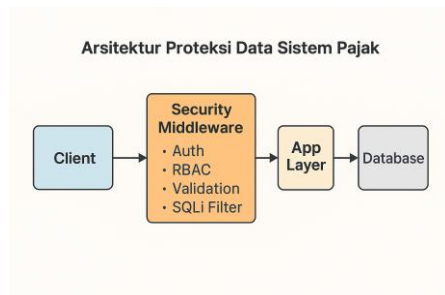 Arsitektur Proteksi Data Sistem Pajak
Client
Security
Middleware
• Auth
• RBAC
• Validation
• SQLi Filter
App
Layer
Database